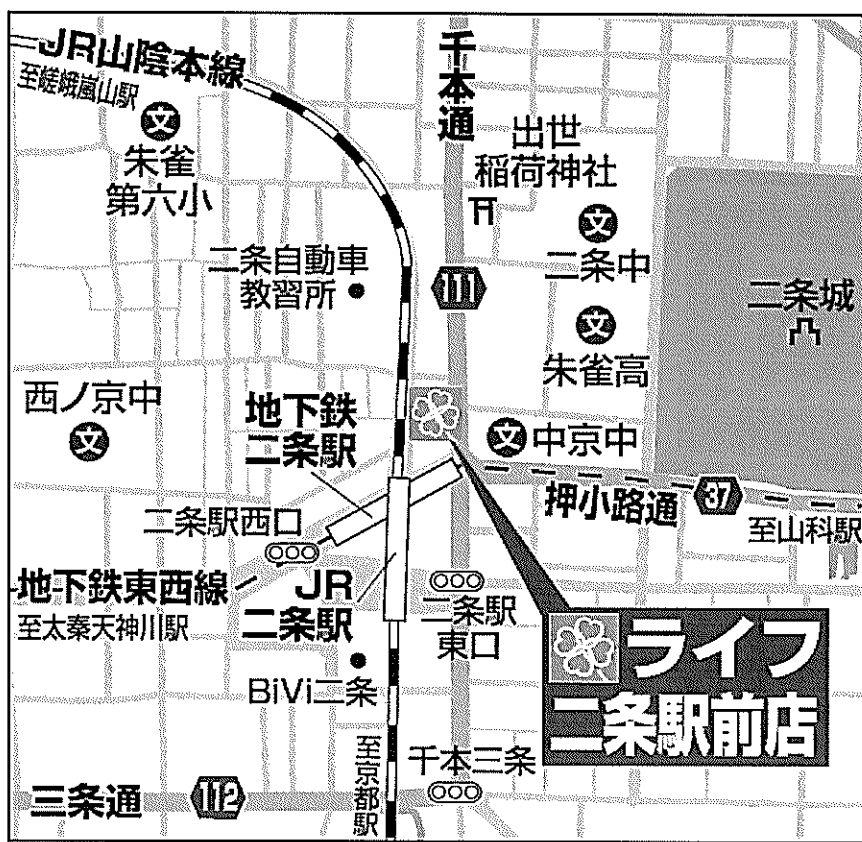 JR山陰本線
至嵯峨嵐山駅
文
朱雀
第六小
千本通
出世
稲荷神社
文
二条中
二条自動車
教習所
111
二条城
文
朱雀高
西ノ京中
文
地下鉄
二条駅
文 中京中
押小路通
37
至山科駅
二条駅西口
地下鉄東西線
至太秦天神川駅
JR
二条駅
二条駅
東口
ライフ
二条駅前店
BiVi二条
至京都駅
千本三条
三条通
112